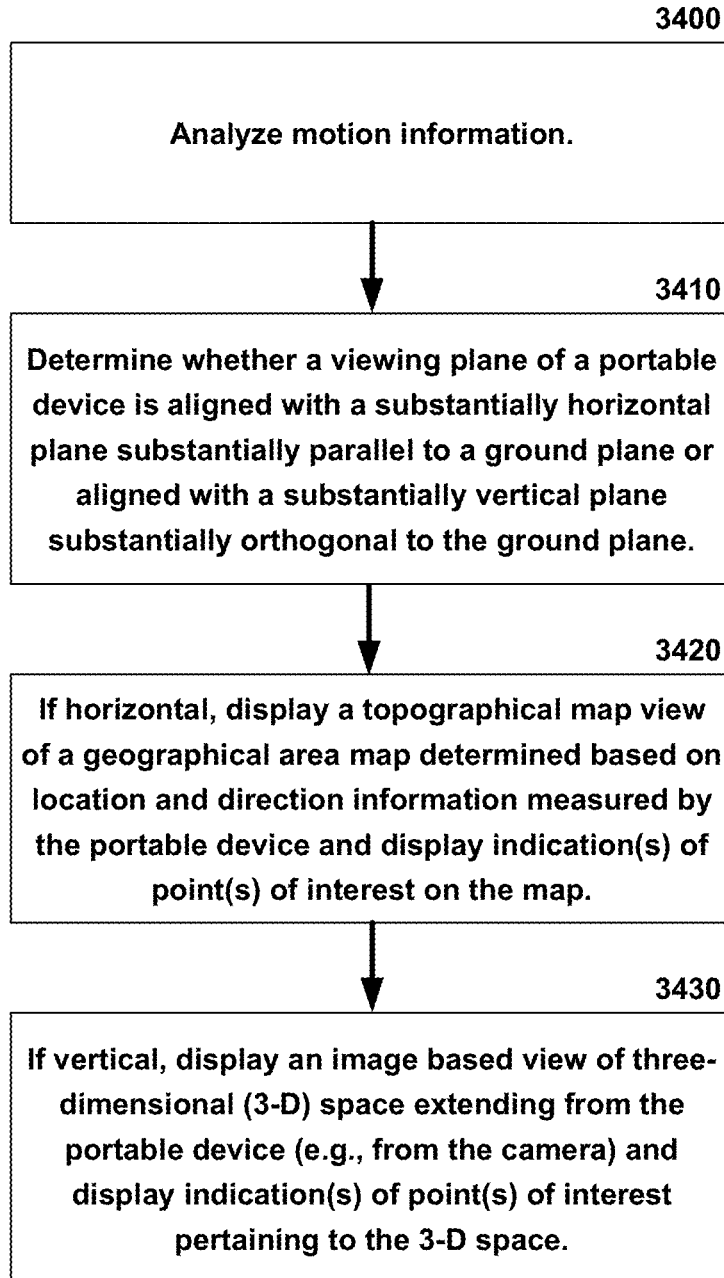 3400
Analyze motion information.
3410
Determine whether a viewing plane of a portable
device is aligned with a substantially horizontal
plane substantially parallel to a ground plane or
aligned with a substantially vertical plane
substantially orthogonal to the ground plane.
3420
If horizontal, display a topographical map view
of a geographical area map determined based on
location and direction information measured by
the portable device and display indication(s) of
point(s) of interest on the map.
3430
If vertical, display an image based view of three-
dimensional (3-D) space extending from the
portable device (e.g., from the camera) and
display indication(s) of point(s) of interest
pertaining to the 3-D space.